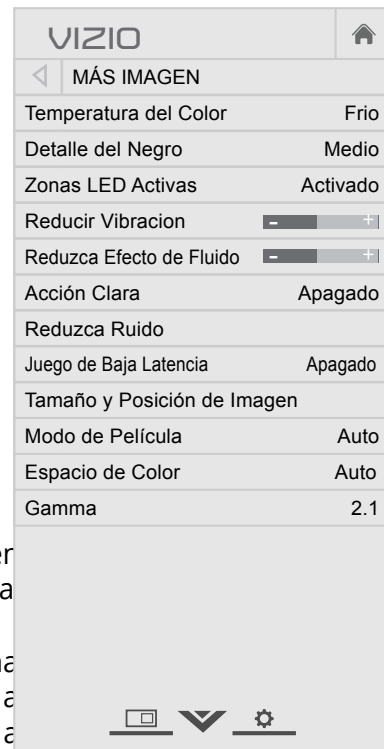 VIZIO
MÁS IMAGEN
Temperatura del Color Frio
Detalle del Negro Medio
Zonas LED Activas Activado
Reducir Vibracion - +
Reduzca Efecto de Fluido - +
Acción Clara Apagado
Reduzca Ruido
Juego de Baja Latencia Apagado
Tamaño y Posición de Imagen
Modo de Película Auto
Espacio de Color Auto
Gamma 2.1